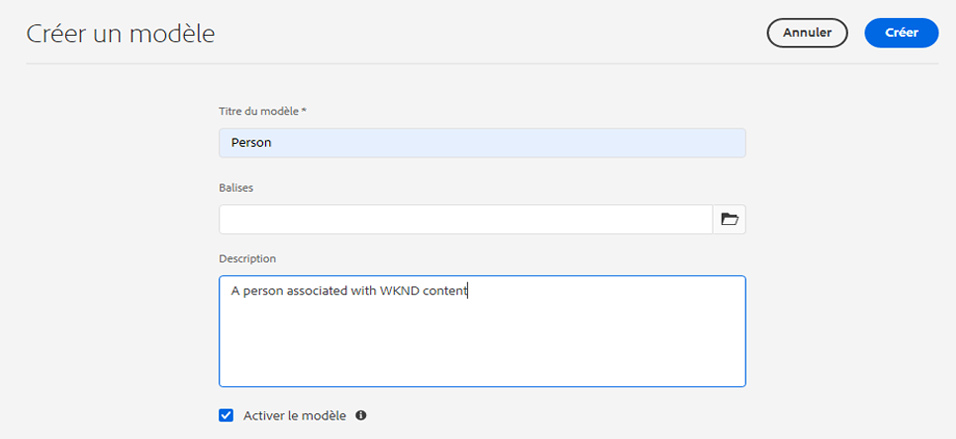 Créer un modèle
Annuler
Créer
Titre du modèle *
Person
Balises
Description
A person associated with WKND content
Activer le modèle